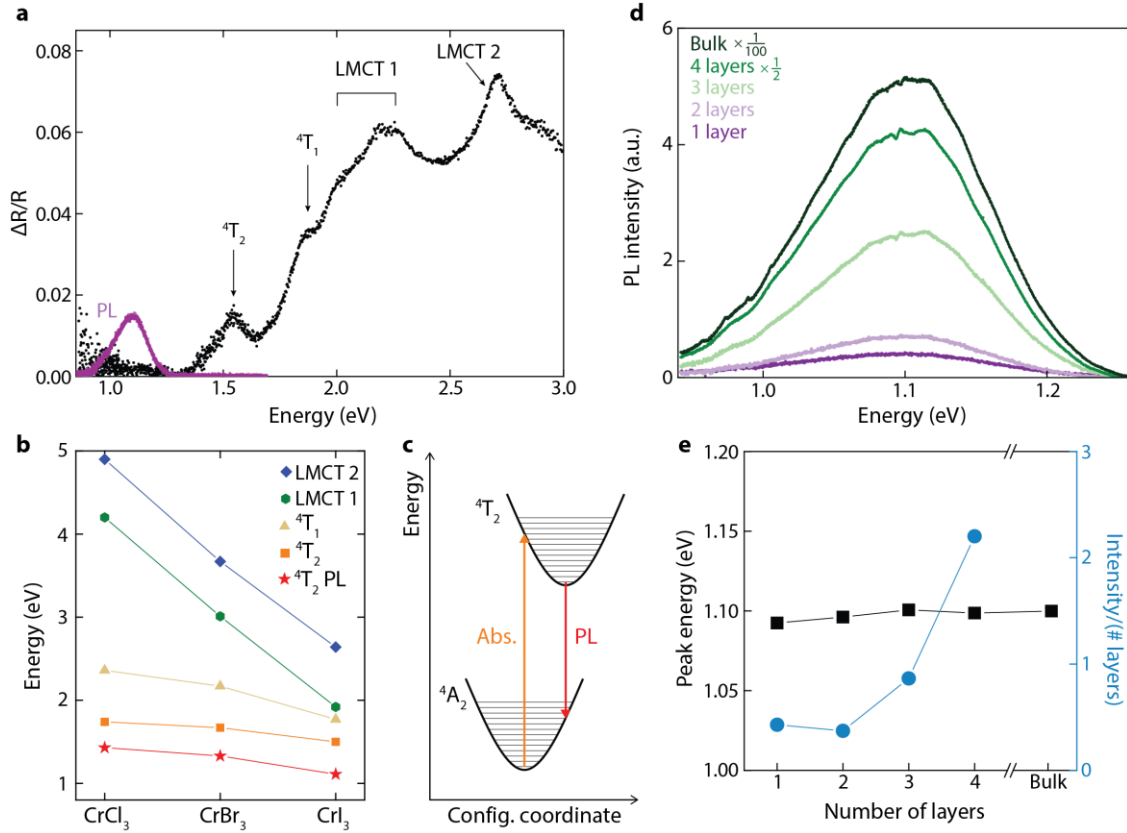 a
0.08
0.06
0.04
0.02
0.00
ΔR/R
PL
⁴T₂
⁴T₁
LMCT 1
LMCT 2
1.0 1.5 2.0 2.5 3.0
Energy (eV)
d
6
4
2
0
PL intensity (a.u.)
Bulk × 1/100
4 layers × 1/2
3 layers
2 layers
1 layer
1.0 1.1 1.2
Energy (eV)
b
5
4
3
2
1
Energy (eV)
LMCT 2
LMCT 1
⁴T₁
⁴T₂
⁴T₂ PL
CrCl₃ CrBr₃ CrI₃
c
Energy
⁴T₂
Abs. PL
⁴A₂
Config. coordinate
e
1.20
1.15
1.10
1.05
1.00
Peak energy (eV)
3
2
1
0
Intensity/(# layers)
1 2 3 4 Bulk
Number of layers